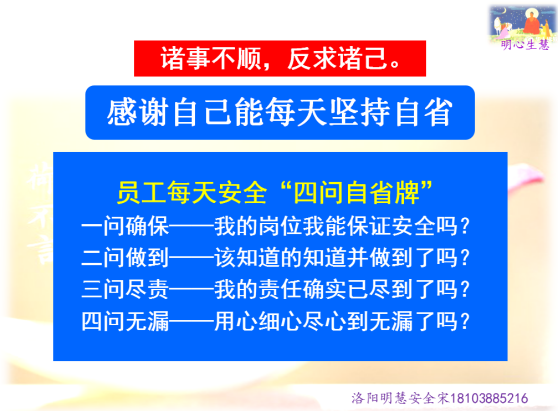 明心生慧
诸事不顺，反求诸己。
感谢自己能每天坚持自省
员工每天安全“四问自省牌”
一问确保——我的岗位我能保证安全吗？
二问做到——该知道的知道并做到了吗？
三问尽责——我的责任确实已尽到了吗？
四问无漏——用心细心尽心到无漏了吗？
洛阳明慧安全宋18103885216